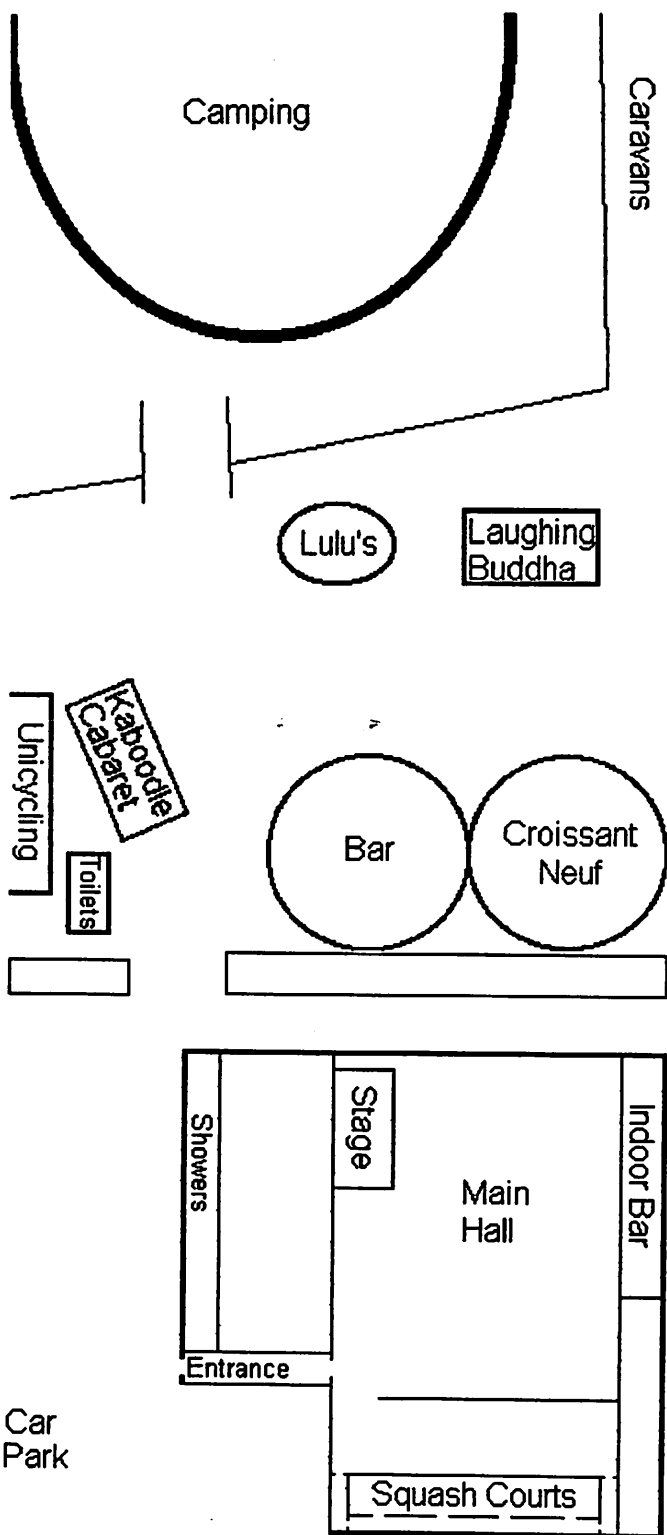 Camping
Caravans
Lulu's
Laughing
Buddha
Unicycling
Kaboodle
Cabaret
Toilets
Bar
Croissant
Neuf
Showers
Stage
Main
Hall
Indoor Bar
Entrance
Car
Park
Squash Courts